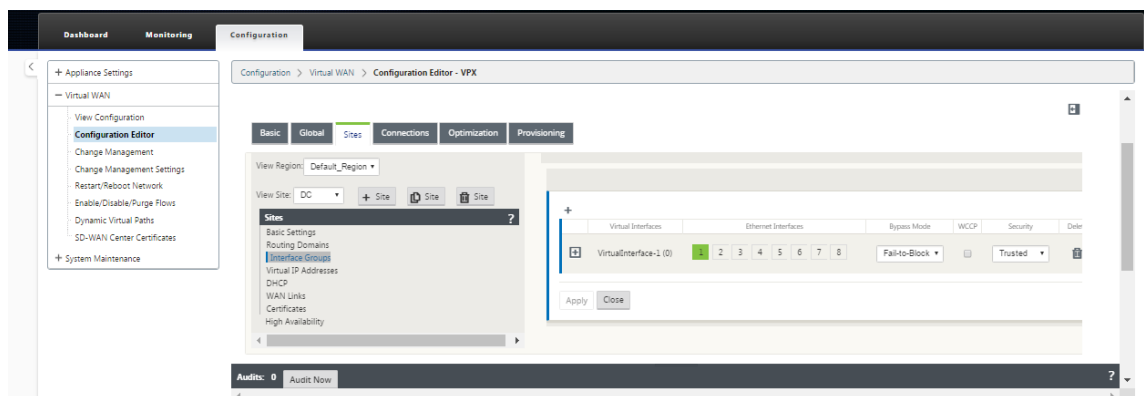 Dashboard Monitoring Configuration
+ Appliance Settings
− Virtual WAN
View Configuration
Configuration Editor
Change Management
Change Management Settings
Restart/Reboot Network
Enable/Disable/Purge Flows
Dynamic Virtual Paths
SD-WAN Center Certificates
+ System Maintenance
Configuration > Virtual WAN > Configuration Editor - VPX
Basic Global Sites Connections Optimization Provisioning
View Region: Default_Region
View Site: DC + Site Site Site
Sites ?
Basic Settings
Routing Domains
Interface Groups
Virtual IP Addresses
DHCP
WAN Links
Certificates
High Availability
+
Virtual Interfaces Ethernet Interfaces Bypass Mode WCCP Security Dele
+ VirtualInterface-1 (0) 1 2 3 4 5 6 7 8 Fail-to-Block Trusted
Apply Close
Audits: 0 Audit Now ?